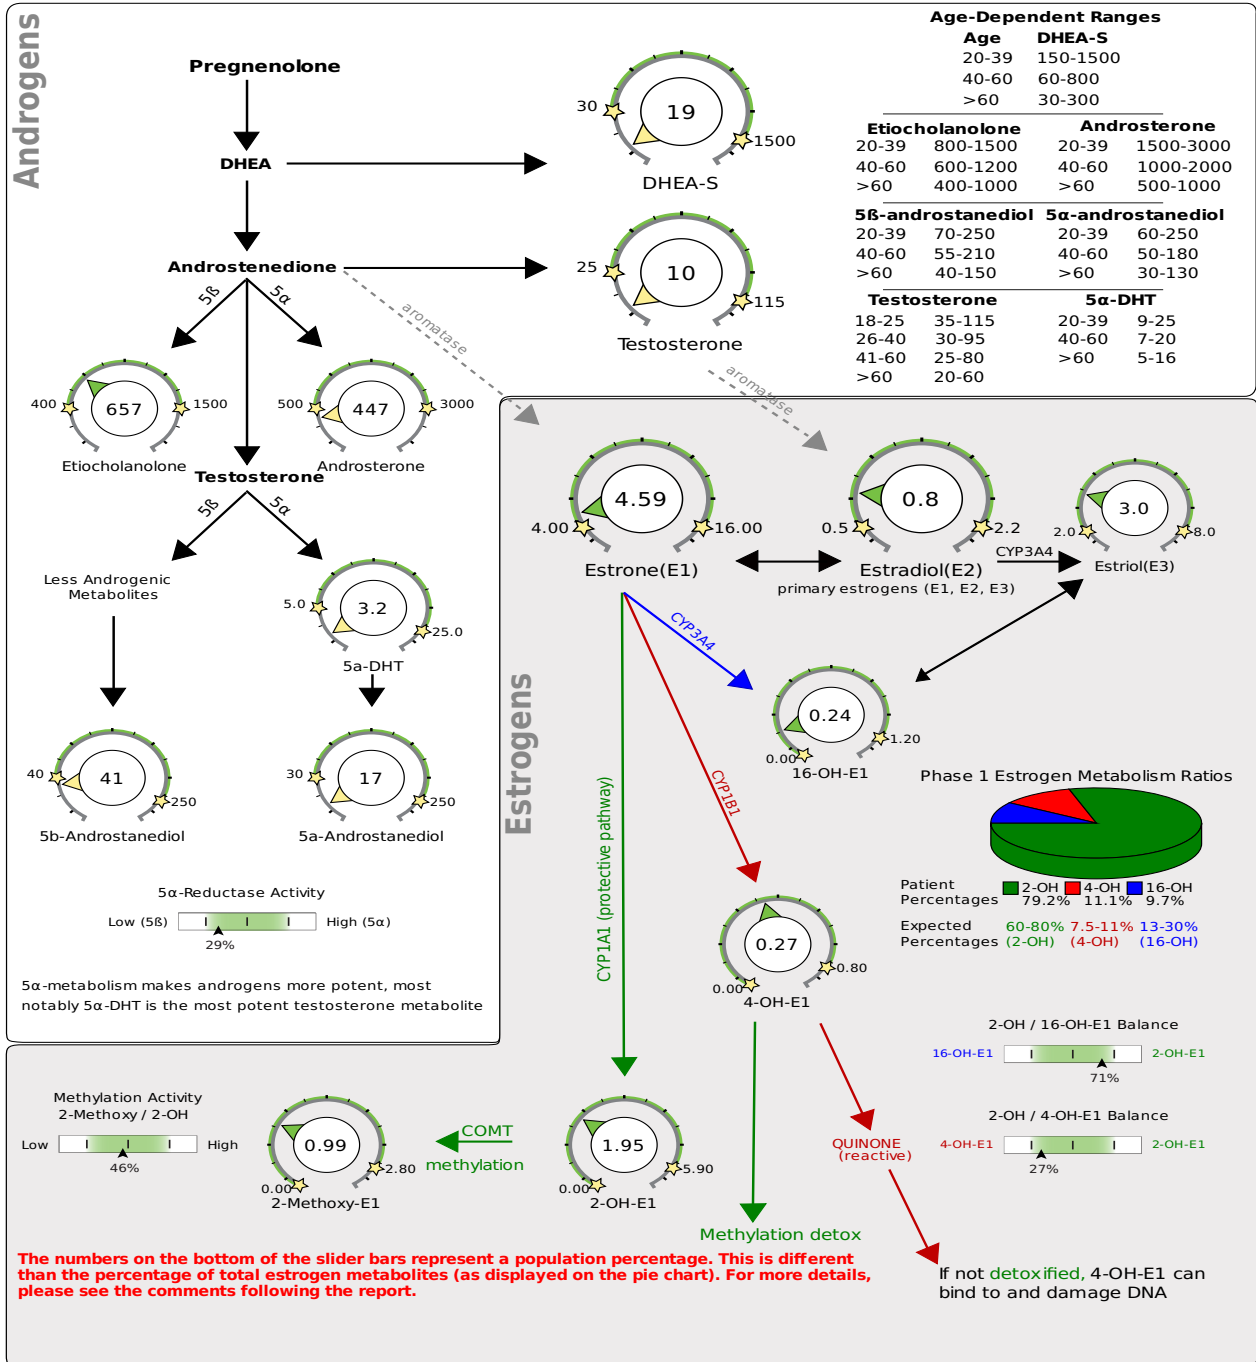 Androgens
Pregnenolone
DHEA
30
19
1500
DHEA-S
Androstenedione
25
10
115
Testosterone
Age-Dependent Ranges
Age DHEA-S
20-39 150-1500
40-60 60-800
>60 30-300
Etiocholanolone Androsterone
20-39 800-1500 20-39 1500-3000
40-60 600-1200 40-60 1000-2000
>60 400-1000 >60 500-1000
5ß-androstanediol 5α-androstanediol
20-39 70-250 20-39 60-250
40-60 55-210 40-60 50-180
>60 40-150 >60 30-130
Testosterone 5α-DHT
18-25 35-115 20-39 9-25
26-40 30-95 40-60 7-20
41-60 25-80 >60 5-16
>60 20-60
5ß
5α
aromatase
aromatase
400
657
1500
Etiocholanolone
500
447
3000
Androsterone
Testosterone
5ß
5α
Less Androgenic
Metabolites
5.0
3.2
25.0
5a-DHT
40
41
250
5b-Androstanediol
30
17
250
5a-Androstanediol
5α-Reductase Activity
Low (5ß)
High (5α)
29%
5α-metabolism makes androgens more potent, most
notably 5α-DHT is the most potent testosterone metabolite
Estrogens
4.00
4.59
16.00
Estrone(E1)
0.5
0.8
2.2
Estradiol(E2)
primary estrogens (E1, E2, E3)
CYP3A4
2.0
3.0
8.0
Estriol(E3)
CYP3A4
0.00
0.24
1.20
16-OH-E1
CYP1B1
CYP1A1 (protective pathway)
Phase 1 Estrogen Metabolism Ratios
Patient 2-OH 4-OH 16-OH
Percentages 79.2% 11.1% 9.7%
Expected 60-80% 7.5-11% 13-30%
Percentages (2-OH) (4-OH) (16-OH)
0.00
0.27
0.80
4-OH-E1
2-OH / 16-OH-E1 Balance
16-OH-E1
2-OH-E1
71%
2-OH / 4-OH-E1 Balance
4-OH-E1
2-OH-E1
27%
Methylation Activity
2-Methoxy / 2-OH
Low
High
46%
0.00
0.99
2.80
2-Methoxy-E1
COMT
methylation
0.00
1.95
5.90
2-OH-E1
QUINONE
(reactive)
Methylation detox
If not detoxified, 4-OH-E1 can
bind to and damage DNA
The numbers on the bottom of the slider bars represent a population percentage. This is different
than the percentage of total estrogen metabolites (as displayed on the pie chart). For more details,
please see the comments following the report.